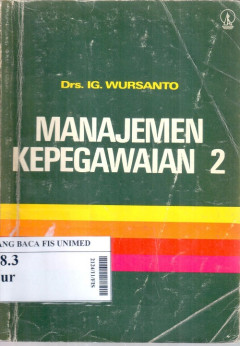 Drs. IG. WURSANTO
MANAJEMEN
KEPEGAWAIAN 2
ANG BACA FIS UNIMED
8.3
ur